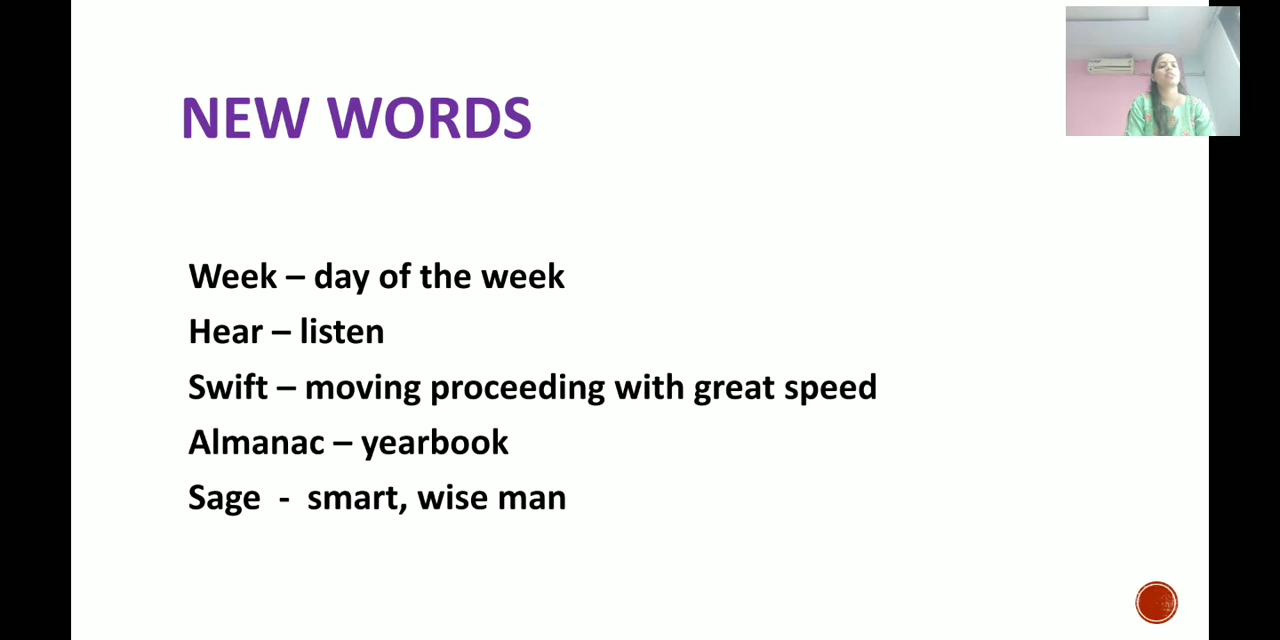 NEW WORDS
Week – day of the week
Hear – listen
Swift – moving proceeding with great speed
Almanac – yearbook
Sage - smart, wise man